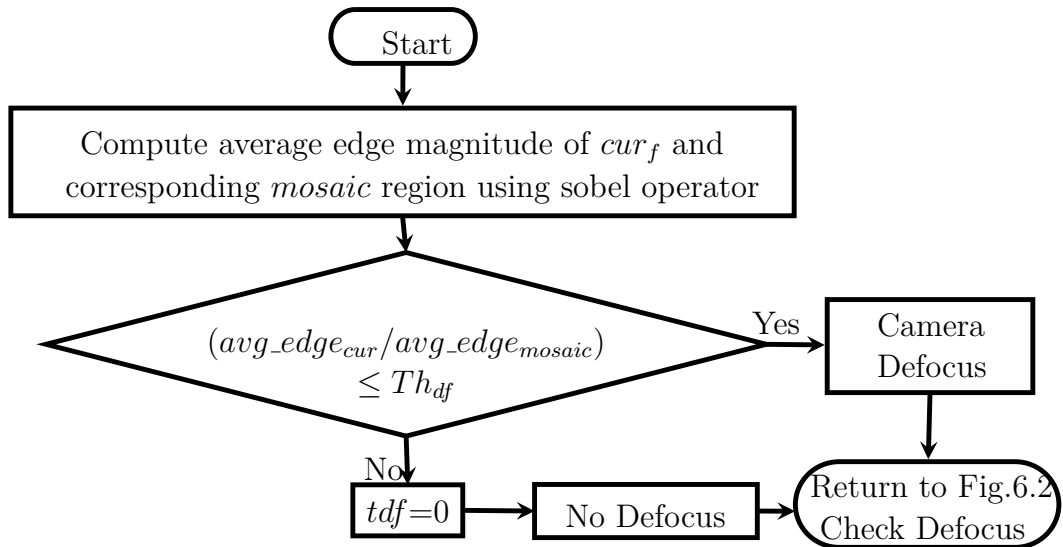 Start
Compute average edge magnitude of cur_f and
corresponding mosaic region using sobel operator
(avg_edge_cur/avg_edge_mosaic)
≤ Th_df
Yes
Camera
Defocus
No
tdf=0
No Defocus
Return to Fig.6.2
Check Defocus